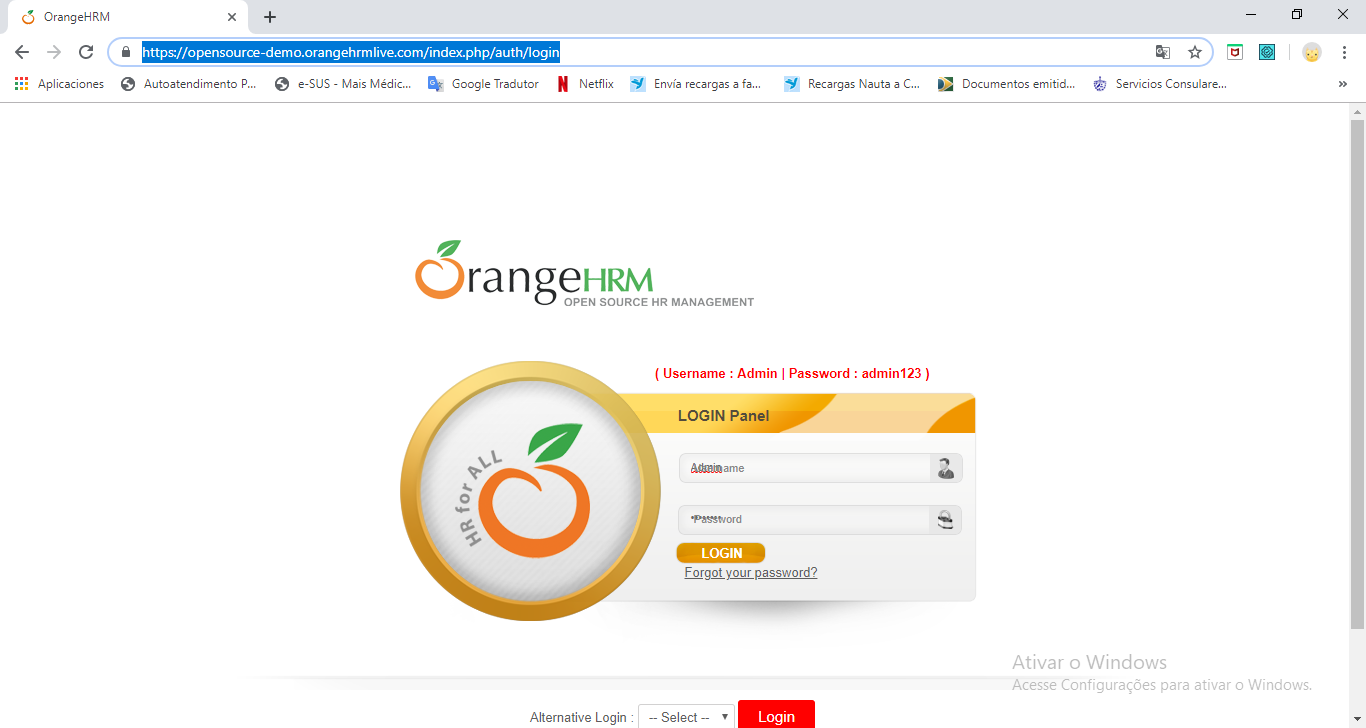 OrangeHRM
https://opensource-demo.orangehrmlive.com/index.php/auth/login
Aplicaciones
Autoatendimento P...
e-SUS - Mais Médic...
Google Tradutor
Netflix
Envía recargas a fa...
Recargas Nauta a C...
Documentos emitid...
Servicios Consulare...
»
OrangeHRM
OPEN SOURCE HR MANAGEMENT
( Username : Admin | Password : admin123 )
HR for ALL
LOGIN Panel
Admin
Password
LOGIN
Forgot your password?
Ativar o Windows
Acesse Configurações para ativar o Windows.
Alternative Login : -- Select -- Login